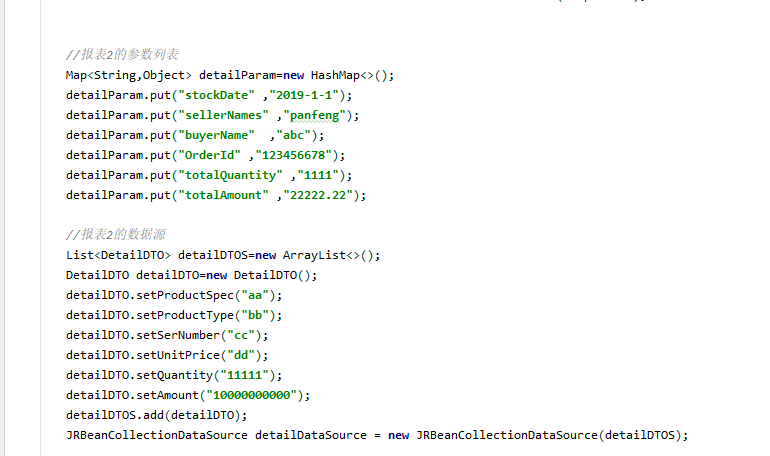 //报表2的参数列表
Map<String,Object> detailParam=new HashMap<>();
detailParam.put("stockDate" ,"2019-1-1");
detailParam.put("sellerNames" ,"panfeng");
detailParam.put("buyerName"  ,"abc");
detailParam.put("OrderId" ,"123456678");
detailParam.put("totalQuantity" ,"1111");
detailParam.put("totalAmount" ,"22222.22");
//报表2的数据源
List<DetailDTO> detailDTOS=new ArrayList<>();
DetailDTO detailDTO=new DetailDTO();
detailDTO.setProductSpec("aa");
detailDTO.setProductType("bb");
detailDTO.setSerNumber("cc");
detailDTO.setUnitPrice("dd");
detailDTO.setQuantity("11111");
detailDTO.setAmount("10000000000");
detailDTOS.add(detailDTO);
JRBeanCollectionDataSource detailDataSource = new JRBeanCollectionDataSource(detailDTOS);